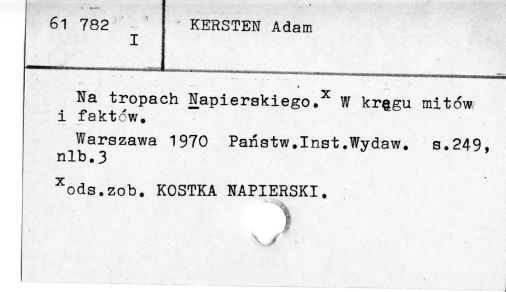 61 782 KERSTEN Adam
I
Na tropach Napierskiego.x W kręgu mitów
i faktów.
Warszawa 1970 Państw.Inst.Wydaw. s.249,
nlb.3
xods.zob. KOSTKA NAPIERSKI.